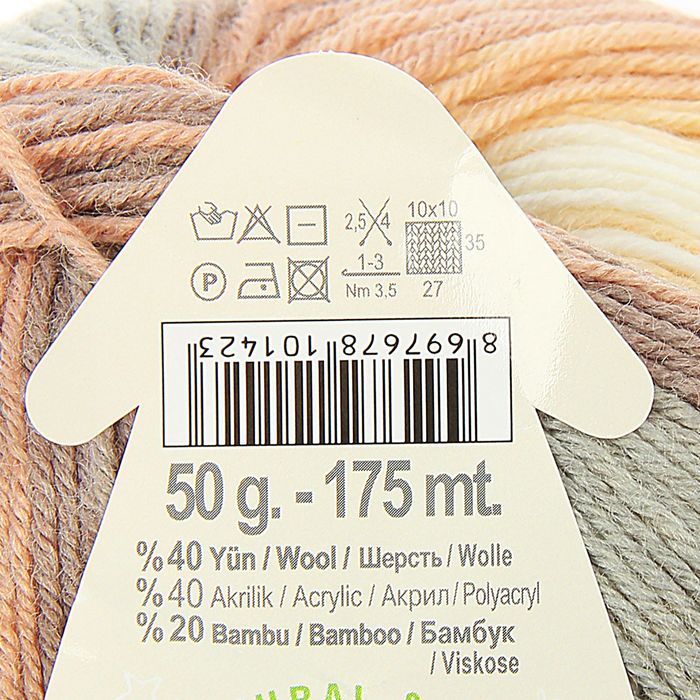 10x10
2,5 4
35
1-3
P
Nm 3,5
27
8 697678 101423
50 g. - 175 mt.
%40 Yün / Wool / Шерсть / Wolle
%40 Akrilik / Acrylic / Акрил / Polyacryl
%20 Bambu / Bamboo / Бамбук
/ Viskose